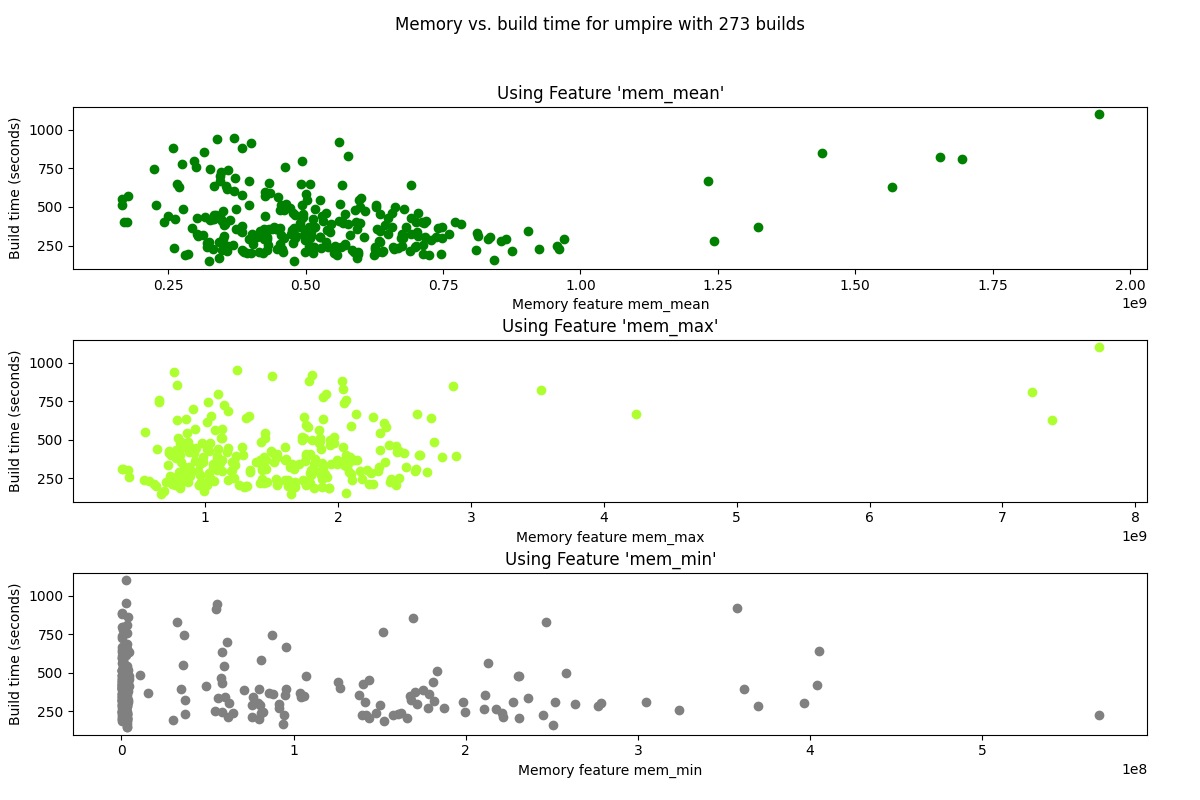 Memory vs. build time for umpire with 273 builds
Using Feature 'mem_mean'
Build time (seconds)
1000
750
500
250
0.25 0.50 0.75 1.00 1.25 1.50 1.75 2.00
1e9
Memory feature mem_mean
Using Feature 'mem_max'
Build time (seconds)
1000
750
500
250
1 2 3 4 5 6 7 8
1e9
Memory feature mem_max
Using Feature 'mem_min'
Build time (seconds)
1000
750
500
250
0 1 2 3 4 5
1e8
Memory feature mem_min